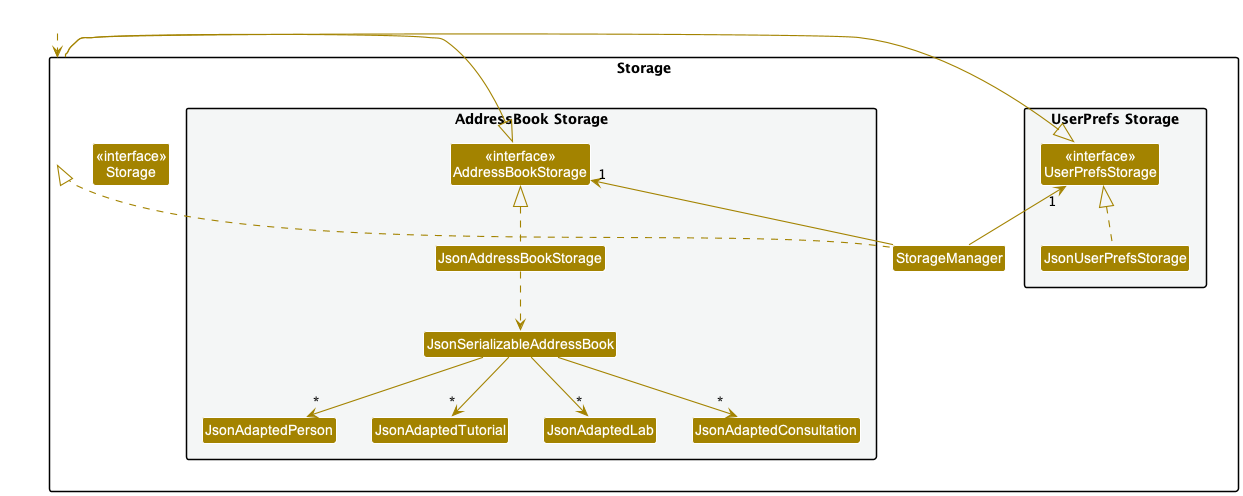 Storage
AddressBook Storage
UserPrefs Storage
«interface»
Storage
«interface»
AddressBookStorage
«interface»
UserPrefsStorage
1
1
JsonAddressBookStorage
StorageManager
JsonUserPrefsStorage
JsonSerializableAddressBook
*
*
*
*
JsonAdaptedPerson
JsonAdaptedTutorial
JsonAdaptedLab
JsonAdaptedConsultation